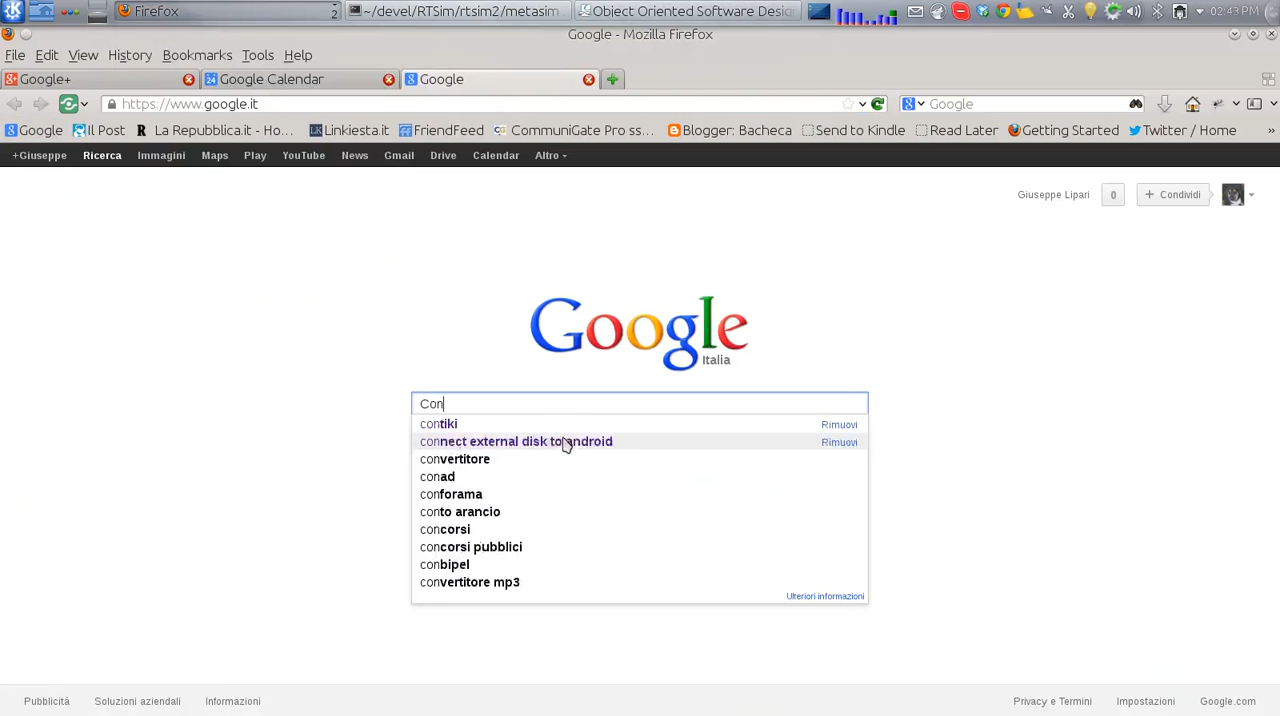 Firefox 2 ~/devel/RTSim/rtsim2/metasim Object Oriented Software Desig 02:43 PM
Google - Mozilla Firefox
File Edit View History Bookmarks Tools Help
Google+ 24 Google Calendar Google
https://www.google.it Google
Google Il Post R La Repubblica.it - Ho... LK Linkiesta.it FriendFeed CommuniGate Pro ss... Blogger: Bacheca Send to Kindle Read Later Getting Started Twitter / Home »
+Giuseppe Ricerca Immagini Maps Play YouTube News Gmail Drive Calendar Altro
Giuseppe Lipari 0 + Condividi
Google
Italia
Con
contiki Rimuovi
connect external disk to android Rimuovi
convertitore
conad
conforama
conto arancio
concorsi
concorsi pubblici
conbipel
convertitore mp3
Ulteriori informazioni
Pubblicità Soluzioni aziendali Informazioni Privacy e Termini Impostazioni Google.com